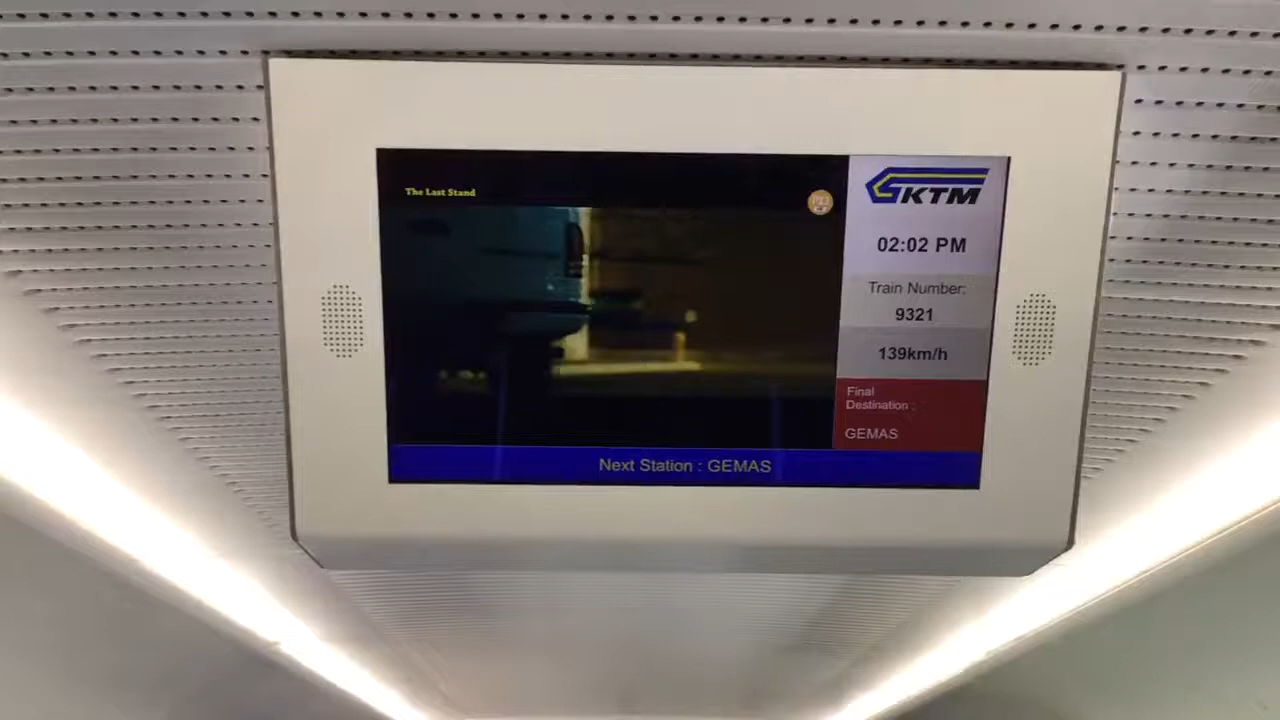 The Last Stand
KTM
02:02 PM
Train Number:
9321
139km/h
Final
Destination :
GEMAS
Next Station : GEMAS